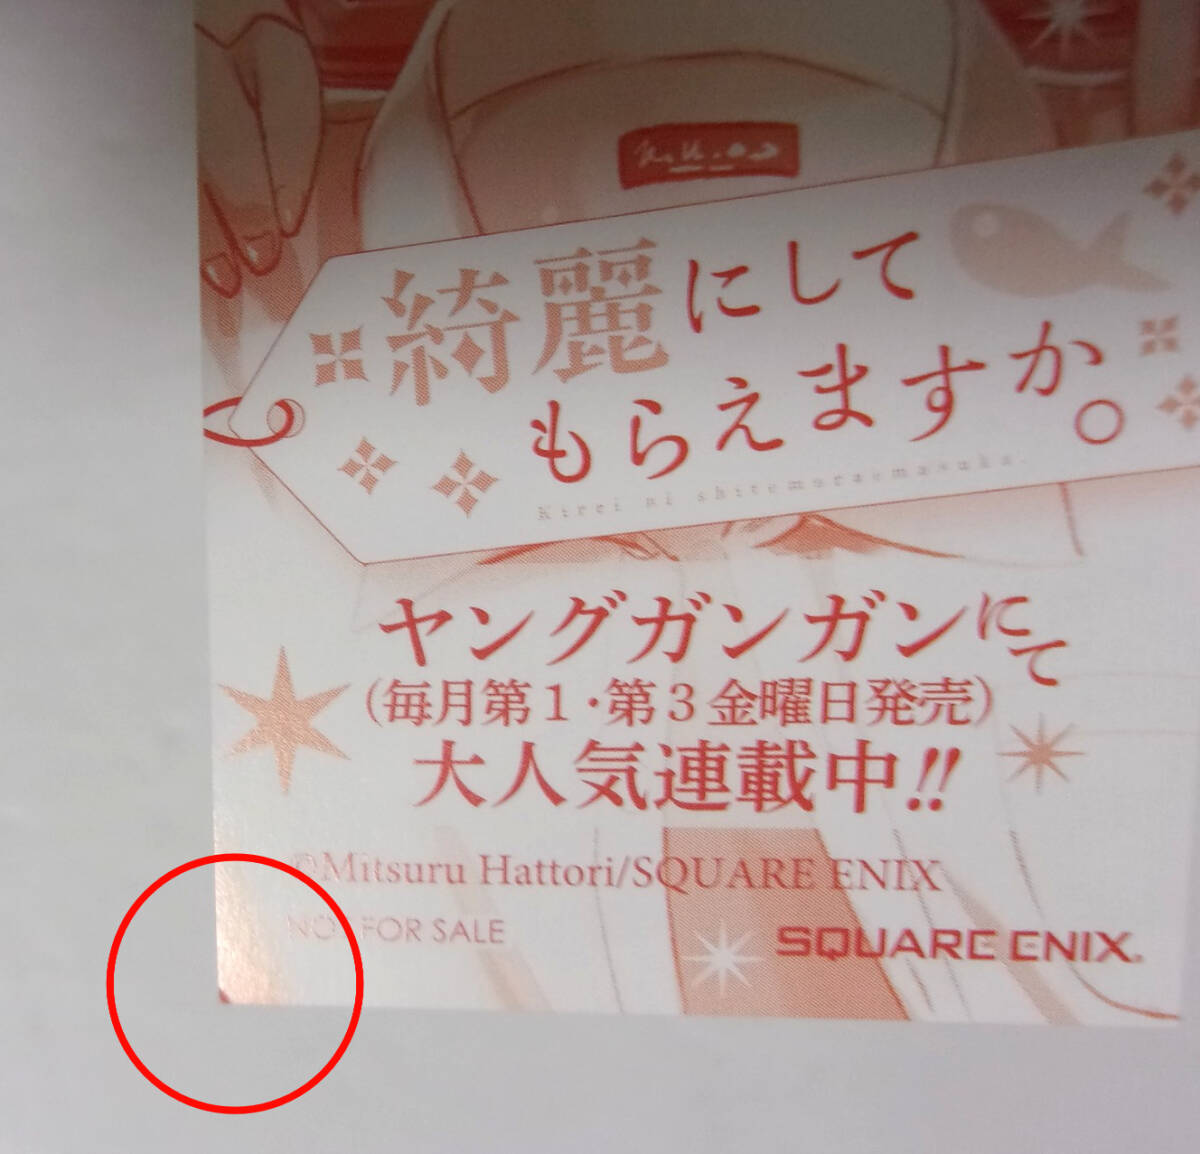 綺麗にして
もらえますか。
Kirei ni shitemoraemasuka.
ヤングガンガンにて
(毎月第1・第3金曜日発売)
大人気連載中!!
©Mitsuru Hattori/SQUARE ENIX
NOT FOR SALE
SQUARE ENIX.